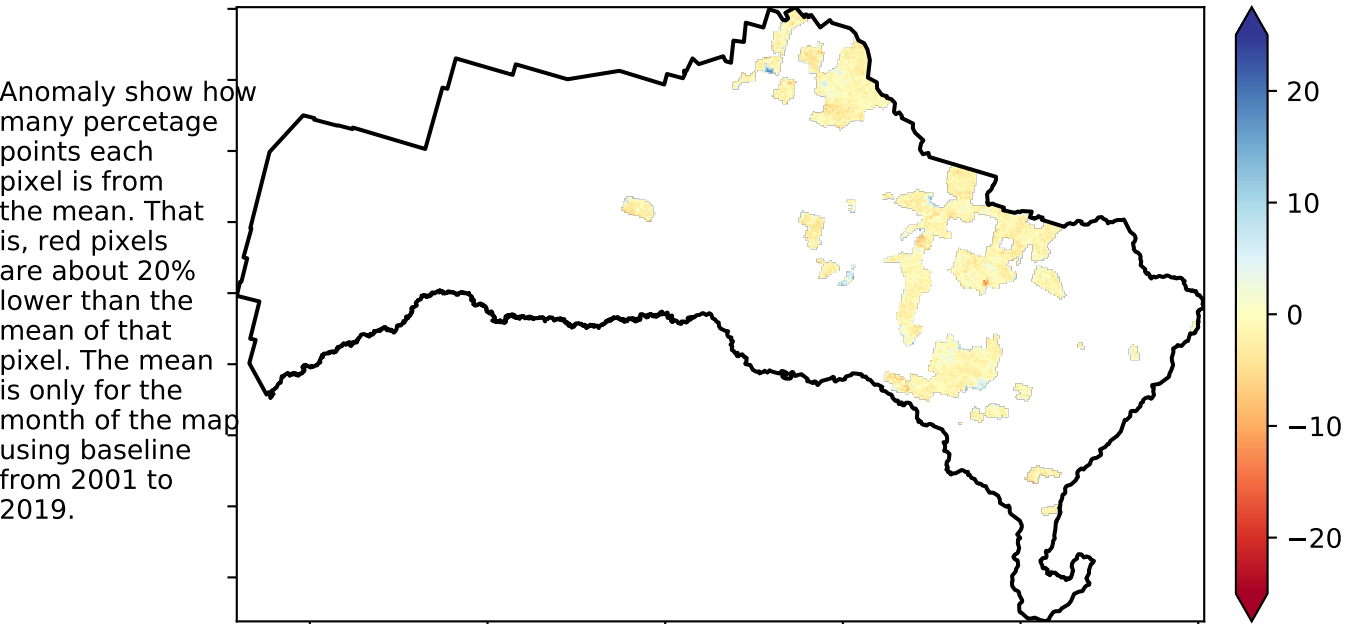 Anomaly show how
many percetage
points each
pixel is from
the mean. That
is, red pixels
are about 20%
lower than the
mean of that
pixel. The mean
is only for the
month of the map
using baseline
from 2001 to
2019.
20
10
0
−10
−20